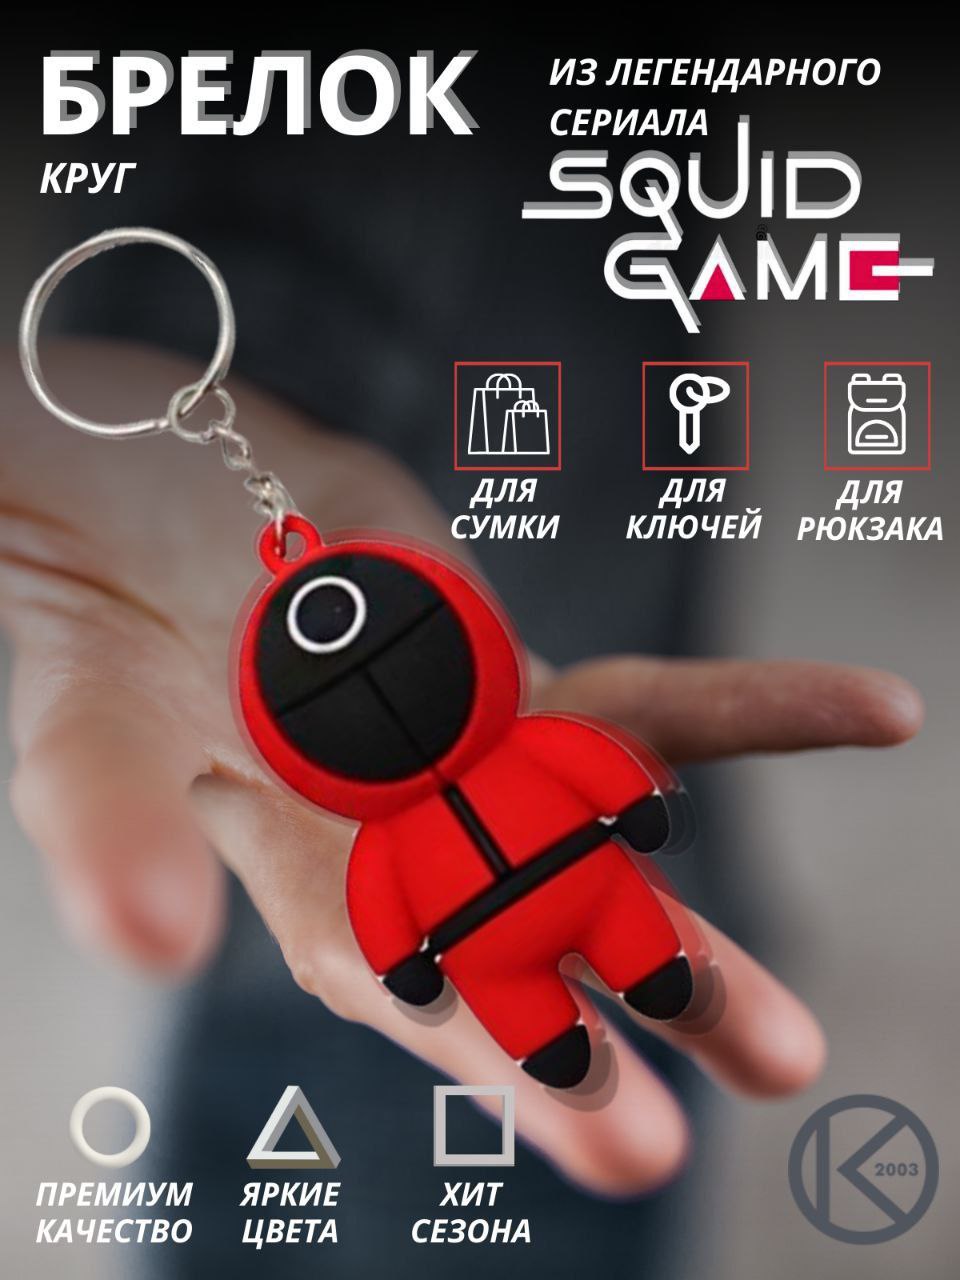 БРЕЛОК
КРУГ
ИЗ ЛЕГЕНДАРНОГО
СЕРИАЛА
SQUID
GAME
ДЛЯ
СУМКИ
ДЛЯ
КЛЮЧЕЙ
ДЛЯ
РЮКЗАКА
ПРЕМИУМ
КАЧЕСТВО
ЯРКИЕ
ЦВЕТА
ХИТ
СЕЗОНА
K
2003